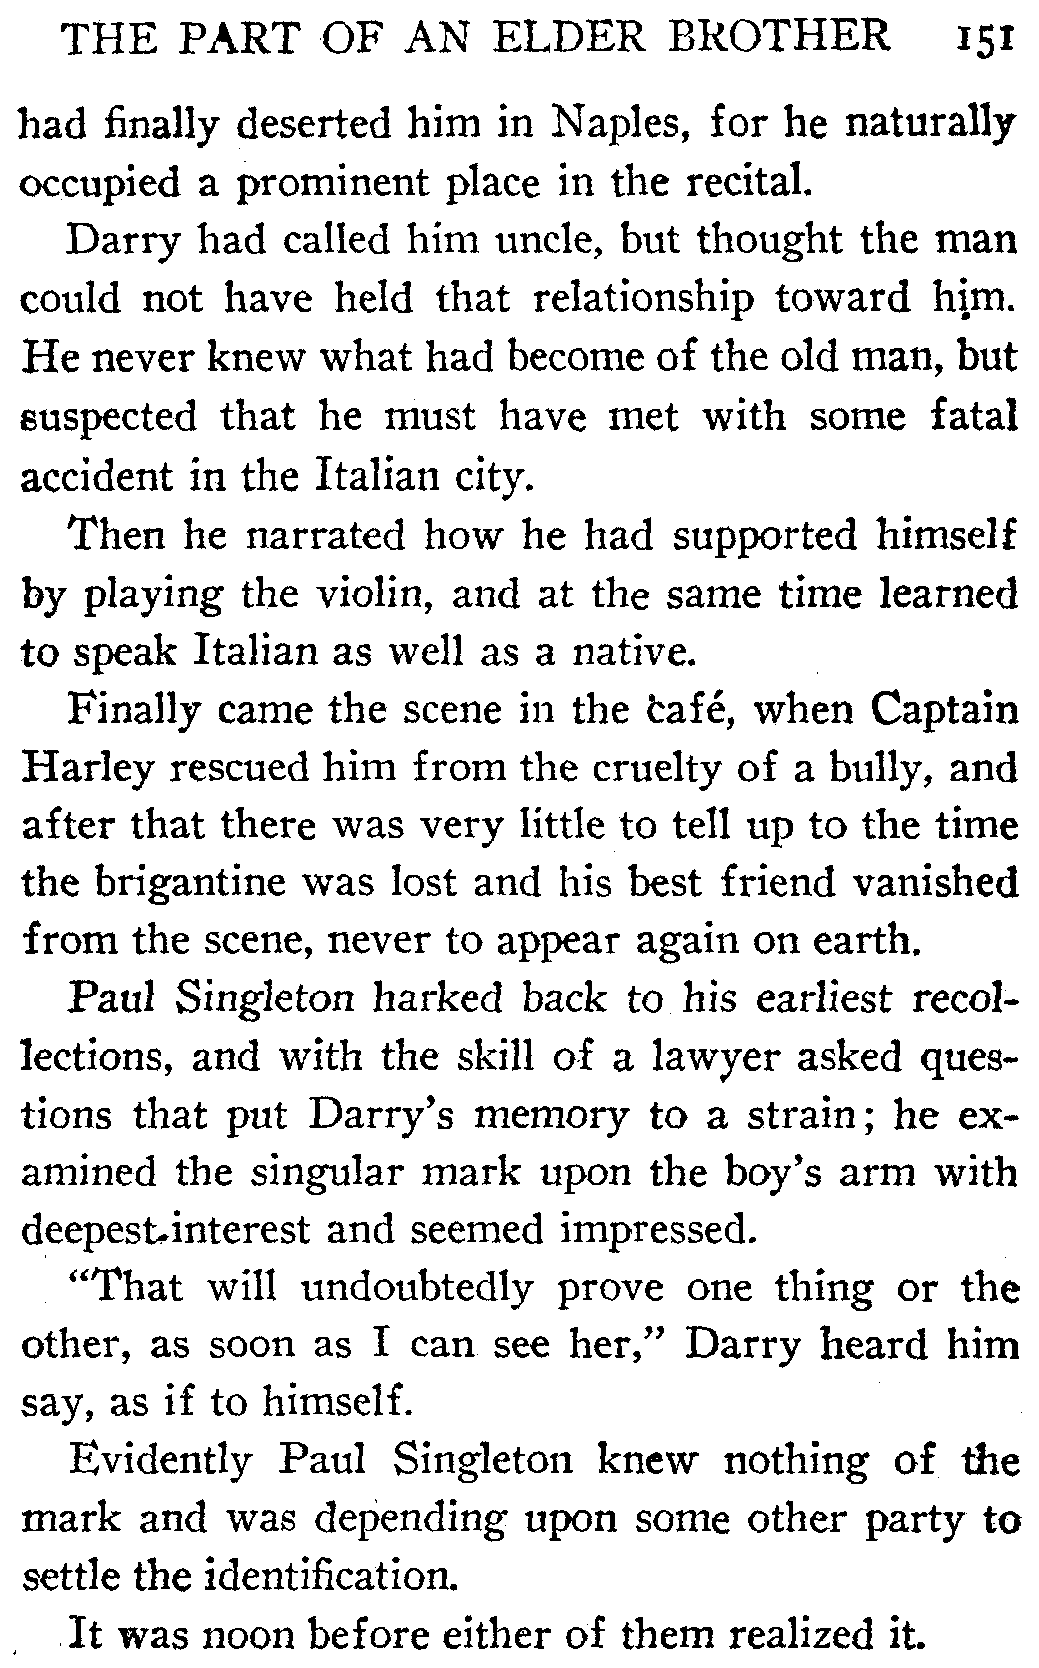 THE PART OF AN ELDER BROTHER 151
had finally deserted him in Naples, for he naturally
occupied a prominent place in the recital.
Darry had called him uncle, but thought the man
could not have held that relationship toward him.
He never knew what had become of the old man, but
suspected that he must have met with some fatal
accident in the Italian city.
Then he narrated how he had supported himself
by playing the violin, and at the same time learned
to speak Italian as well as a native.
Finally came the scene in the café, when Captain
Harley rescued him from the cruelty of a bully, and
after that there was very little to tell up to the time
the brigantine was lost and his best friend vanished
from the scene, never to appear again on earth.
Paul Singleton harked back to his earliest recol-
lections, and with the skill of a lawyer asked ques-
tions that put Darry's memory to a strain; he ex-
amined the singular mark upon the boy's arm with
deepest interest and seemed impressed.
"That will undoubtedly prove one thing or the
other, as soon as I can see her," Darry heard him
say, as if to himself.
Evidently Paul Singleton knew nothing of the
mark and was depending upon some other party to
settle the identification.
It was noon before either of them realized it.